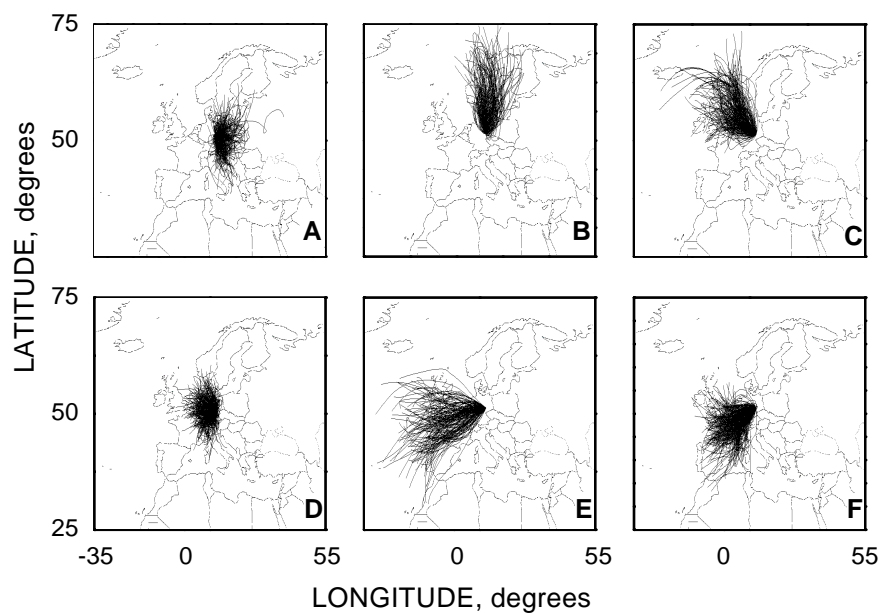 75
A
B
C
50
LATITUDE, degrees
75
50
D
E
F
25
-35 0 55
0 55
0 55
LONGITUDE, degrees